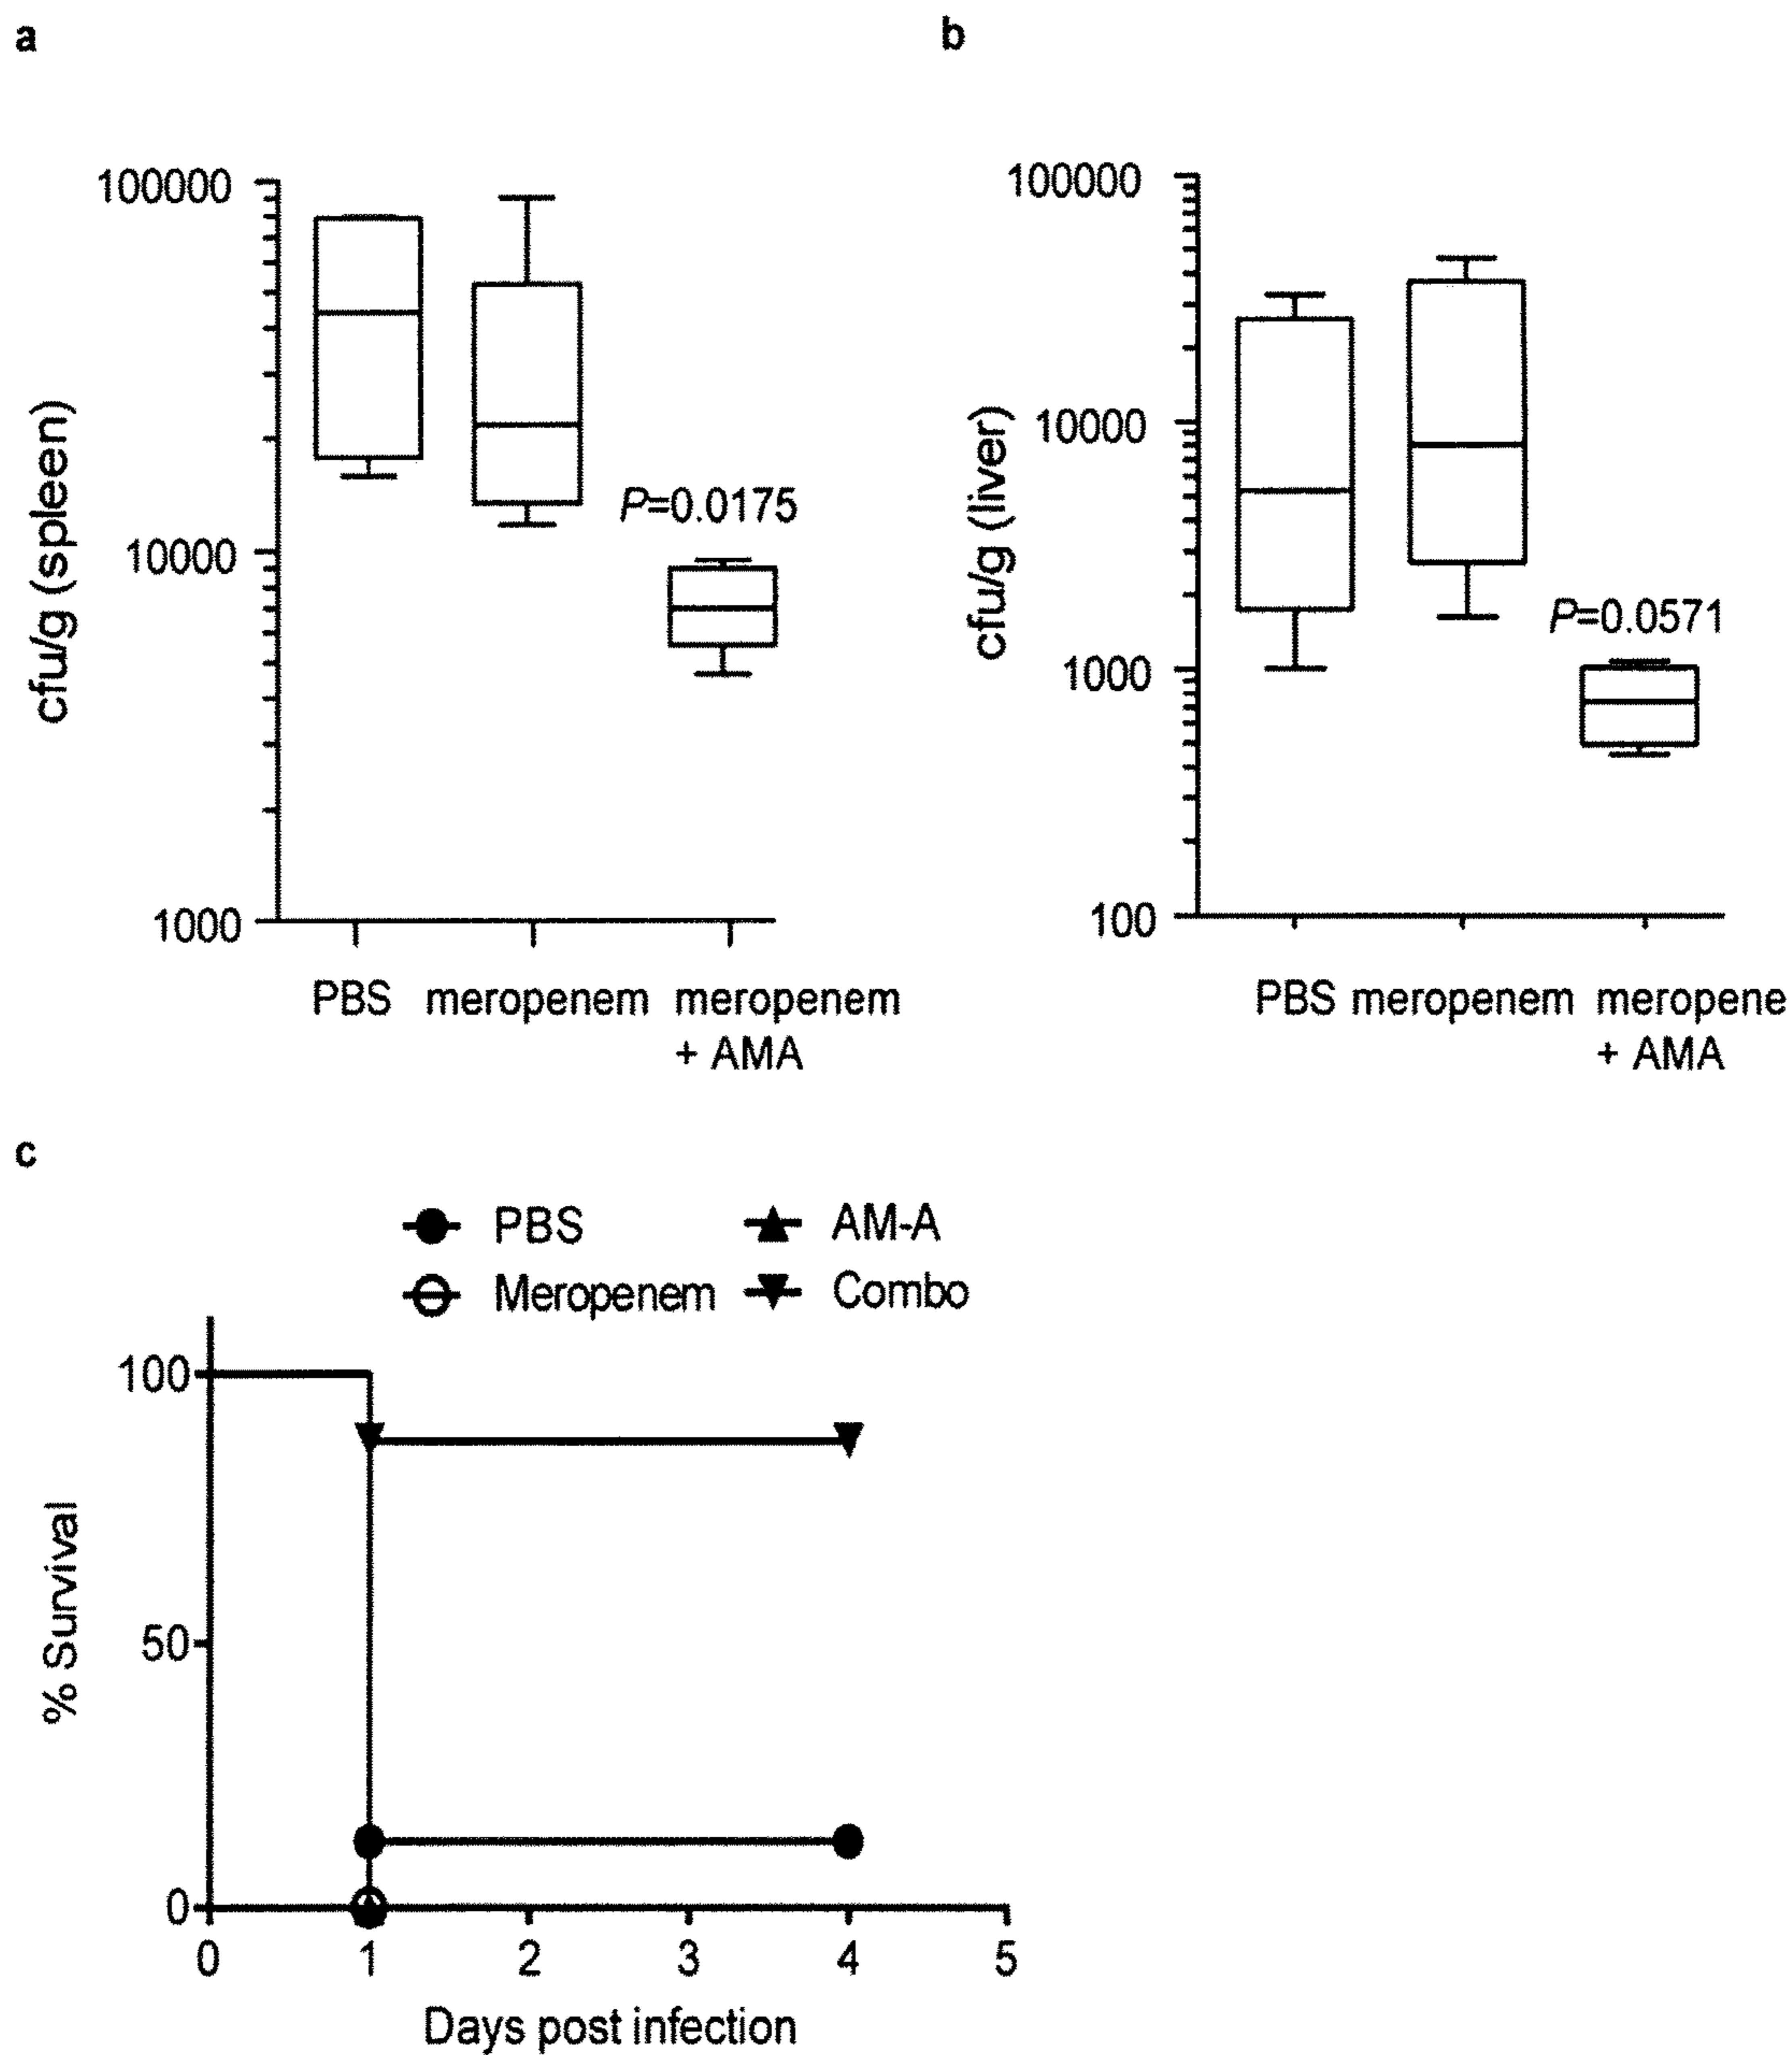 a
100000
10000
1000
cfu/g (spleen)
P=0.0175
PBS meropenem meropenem
+ AMA
b
100000
10000
1000
100
cfu/g (liver)
P=0.0571
PBS meropenem meropene
+ AMA
c
PBS AM-A
Meropenem Combo
100
50
0
% Survival
0 1 2 3 4 5
Days post infection